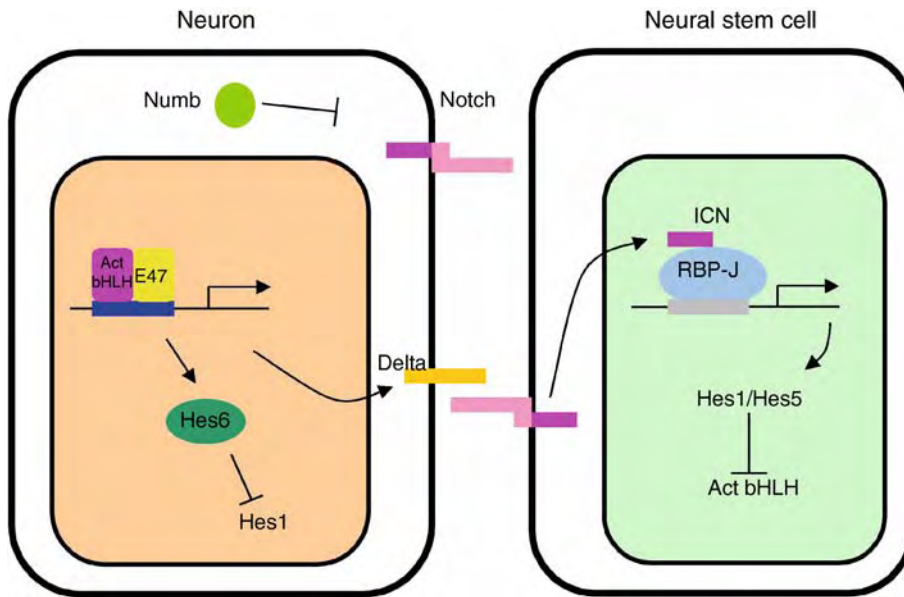 Neuron
Neural stem cell
Numb
Notch
Act
bHLH
E47
ICN
RBP-J
Delta
Hes6
Hes1
Hes1/Hes5
Act bHLH